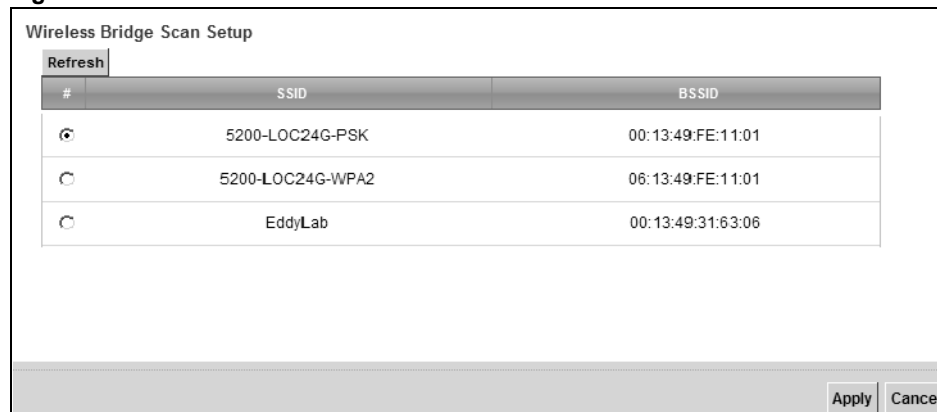 Wireless Bridge Scan Setup
Refresh
# SSID BSSID
5200-LOC24G-PSK 00:13:49:FE:11:01
5200-LOC24G-WPA2 06:13:49:FE:11:01
EddyLab 00:13:49:31:63:06
Apply Cance